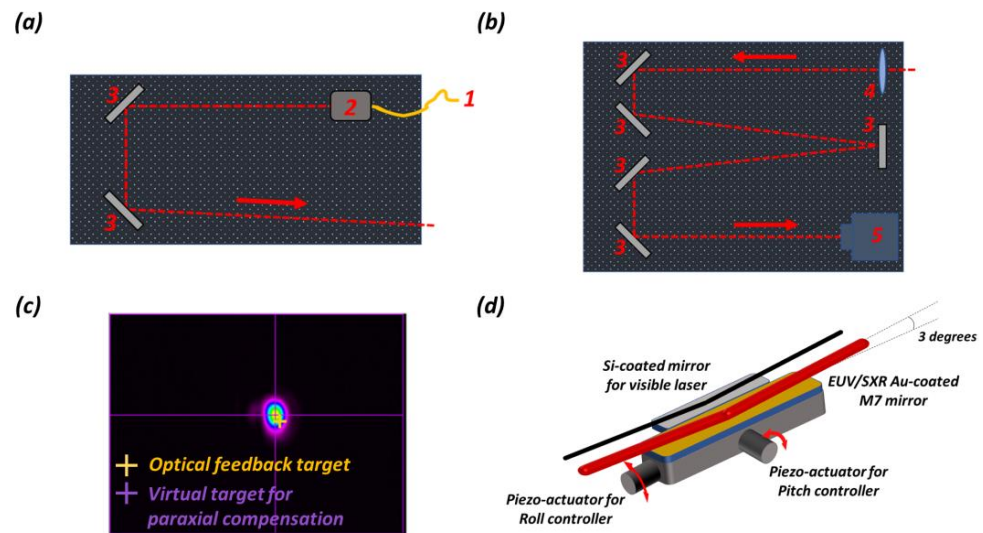 (a)
3
2
1
3
(b)
3
4
3
3
3
3
5
(c)
Optical feedback target
Virtual target for
paraxial compensation
(d)
3 degrees
Si-coated mirror
for visible laser
EUV/SXR Au-coated
M7 mirror
Piezo-actuator for
Pitch controller
Piezo-actuator for
Roll controller